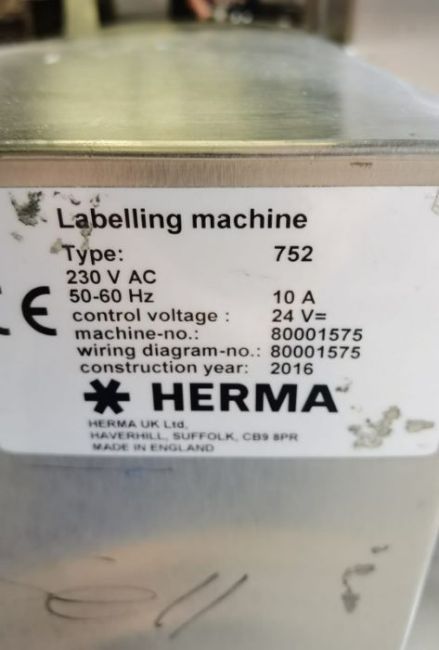 Labelling machine
Type: 752
230 V AC
50-60 Hz 10 A
control voltage : 24 V=
machine-no.: 80001575
wiring diagram-no.: 80001575
construction year: 2016
CE
HERMA
HERMA UK Ltd,
HAVERHILL, SUFFOLK, CB9 8PR
MADE IN ENGLAND